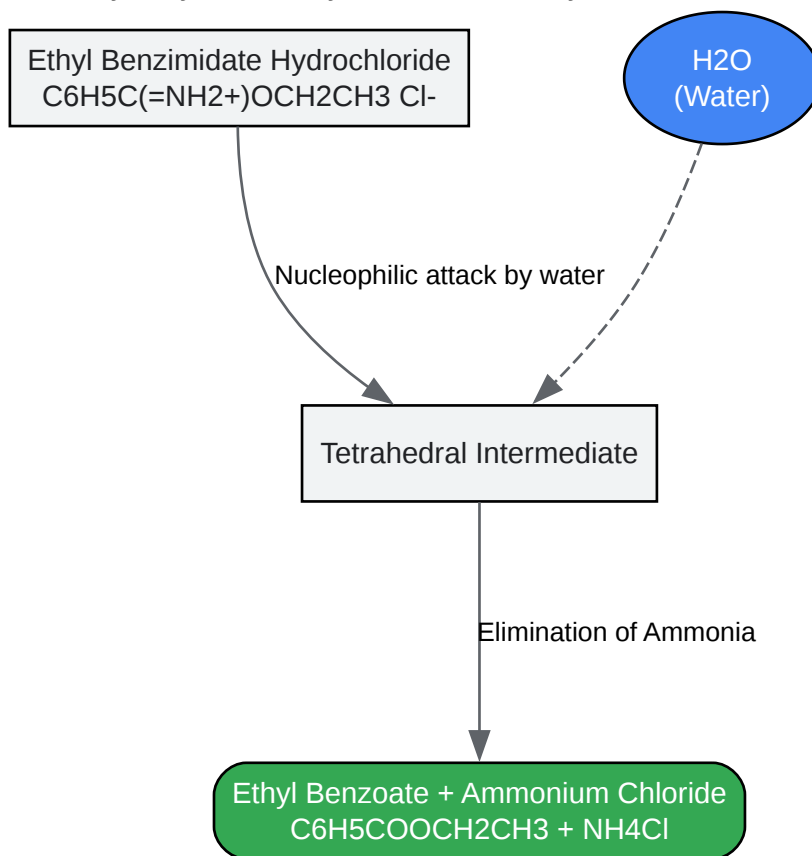 Ethyl Benzimidate Hydrochloride
C6H5C(=NH2+)OCH2CH3 Cl-
H2O
(Water)
Nucleophilic attack by water
Tetrahedral Intermediate
Elimination of Ammonia
Ethyl Benzoate + Ammonium Chloride
C6H5COOCH2CH3 + NH4Cl